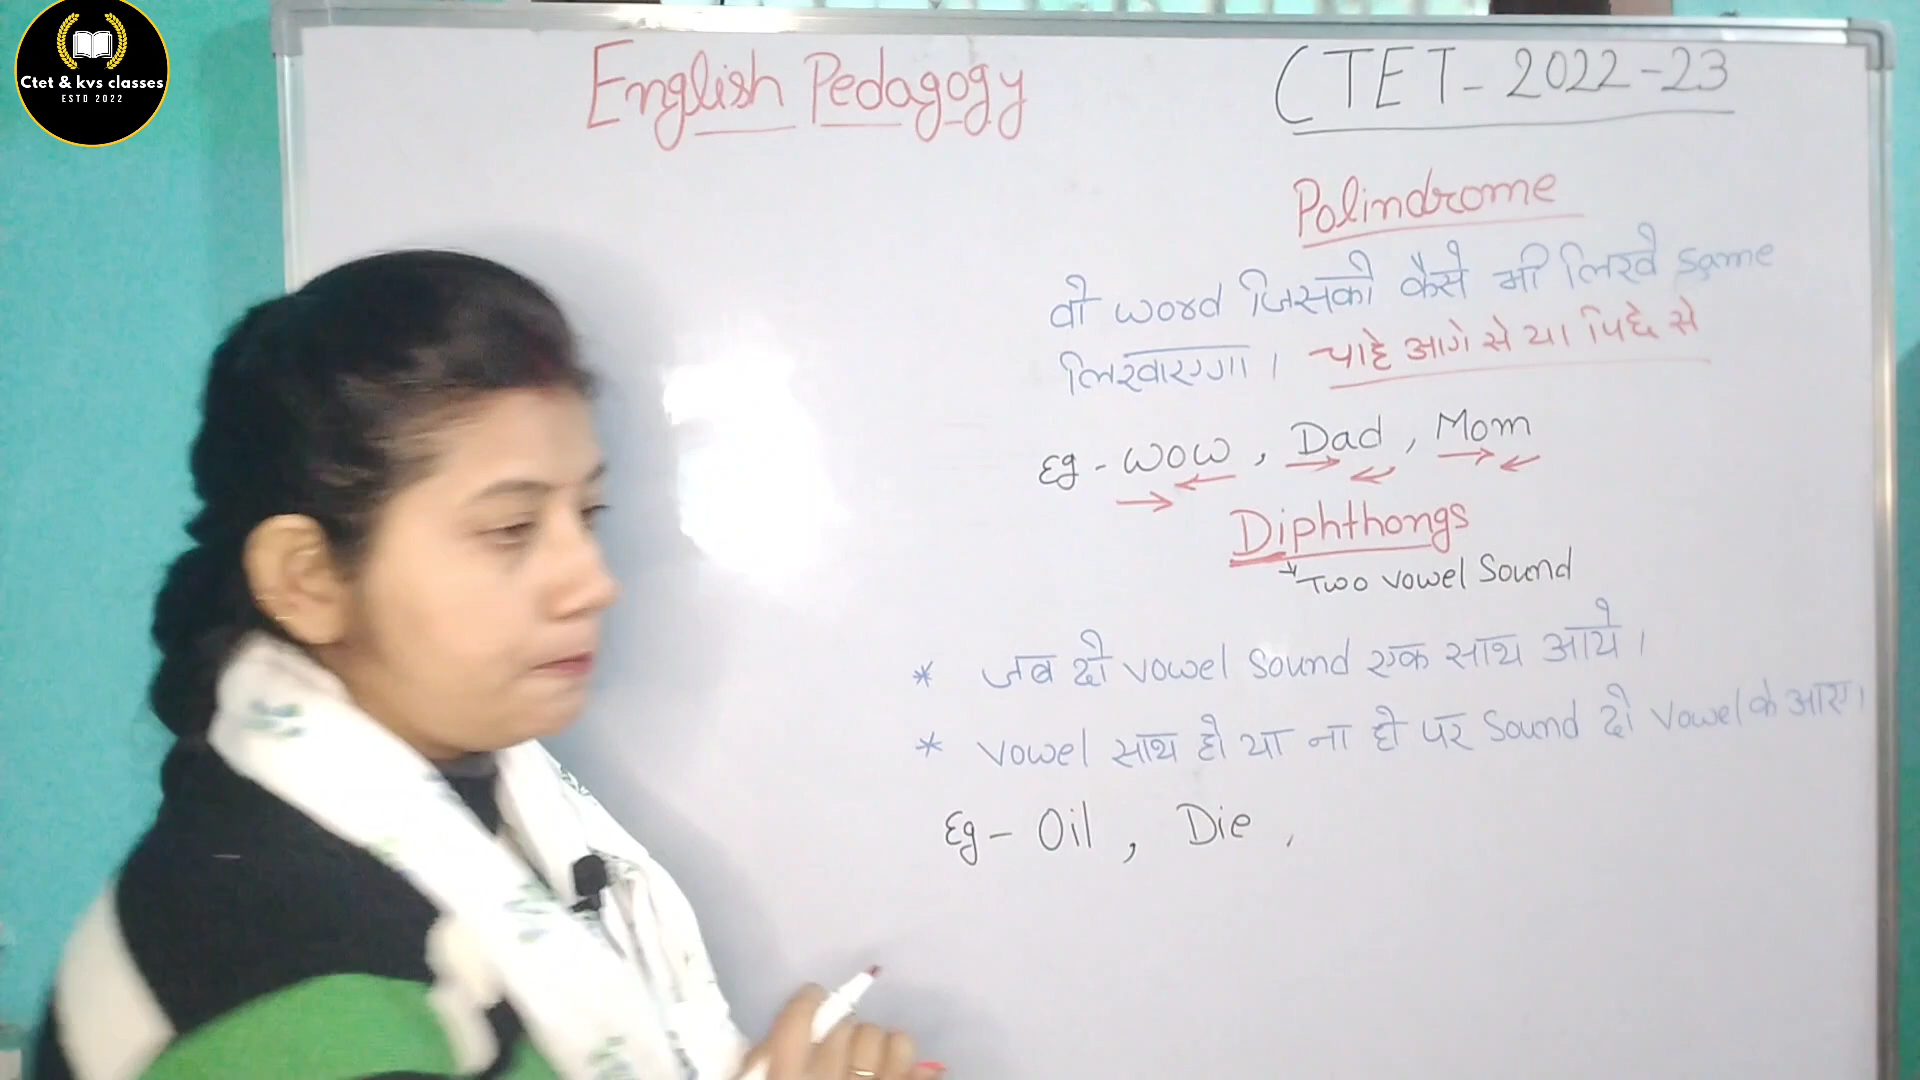 Ctet & kvs classes
ESTD 2022
English Pedagogy
CTET-2022-23
Palindrome
वो word जिसको कैसे भी लिखे same
लिखाएगा। चाहे आगे से या पिछे से
Eg - WOW, Dad, Mom
Diphthongs
Two vowel Sound
* जब दो vowel Sound एक साथ आये।
* vowel साथ हो या ना हो पर Sound दो Vowel के आए।
Eg - Oil, Die,